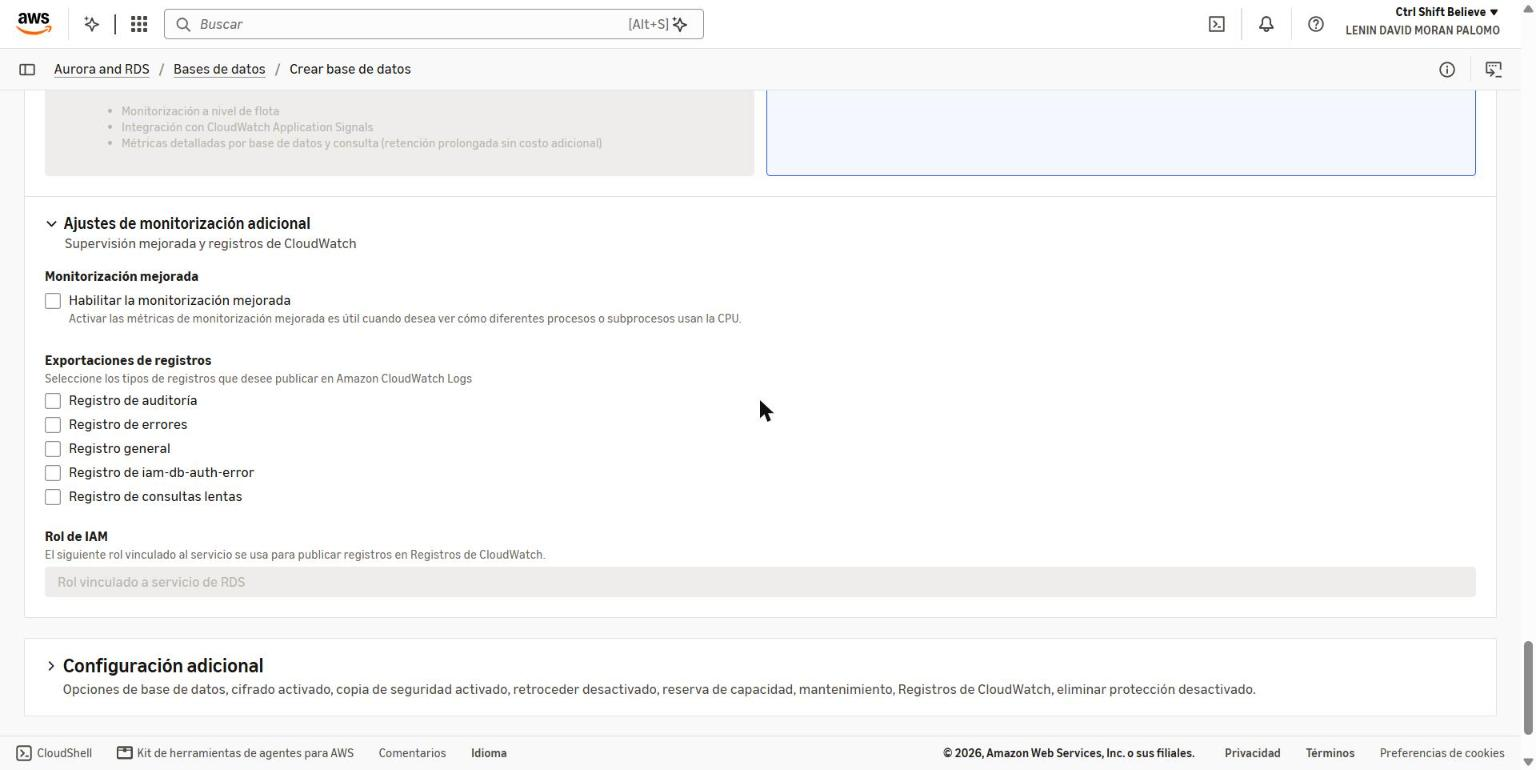 aws
Buscar
[Alt+S]
Ctrl Shift Believe
LENIN DAVID MORAN PALOMO
Aurora and RDS / Bases de datos / Crear base de datos
• Monitorización a nivel de flota
• Integración con CloudWatch Application Signals
• Métricas detalladas por base de datos y consulta (retención prolongada sin costo adicional)
Ajustes de monitorización adicional
Supervisión mejorada y registros de CloudWatch
Monitorización mejorada
Habilitar la monitorización mejorada
Activar las métricas de monitorización mejorada es útil cuando desea ver cómo diferentes procesos o subprocesos usan la CPU.
Exportaciones de registros
Seleccione los tipos de registros que desee publicar en Amazon CloudWatch Logs
Registro de auditoría
Registro de errores
Registro general
Registro de iam-db-auth-error
Registro de consultas lentas
Rol de IAM
El siguiente rol vinculado al servicio se usa para publicar registros en Registros de CloudWatch.
Rol vinculado a servicio de RDS
Configuración adicional
Opciones de base de datos, cifrado activado, copia de seguridad activado, retroceder desactivado, reserva de capacidad, mantenimiento, Registros de CloudWatch, eliminar protección desactivado.
CloudShell
Kit de herramientas de agentes para AWS
Comentarios
Idioma
© 2026, Amazon Web Services, Inc. o sus filiales.
Privacidad
Términos
Preferencias de cookies